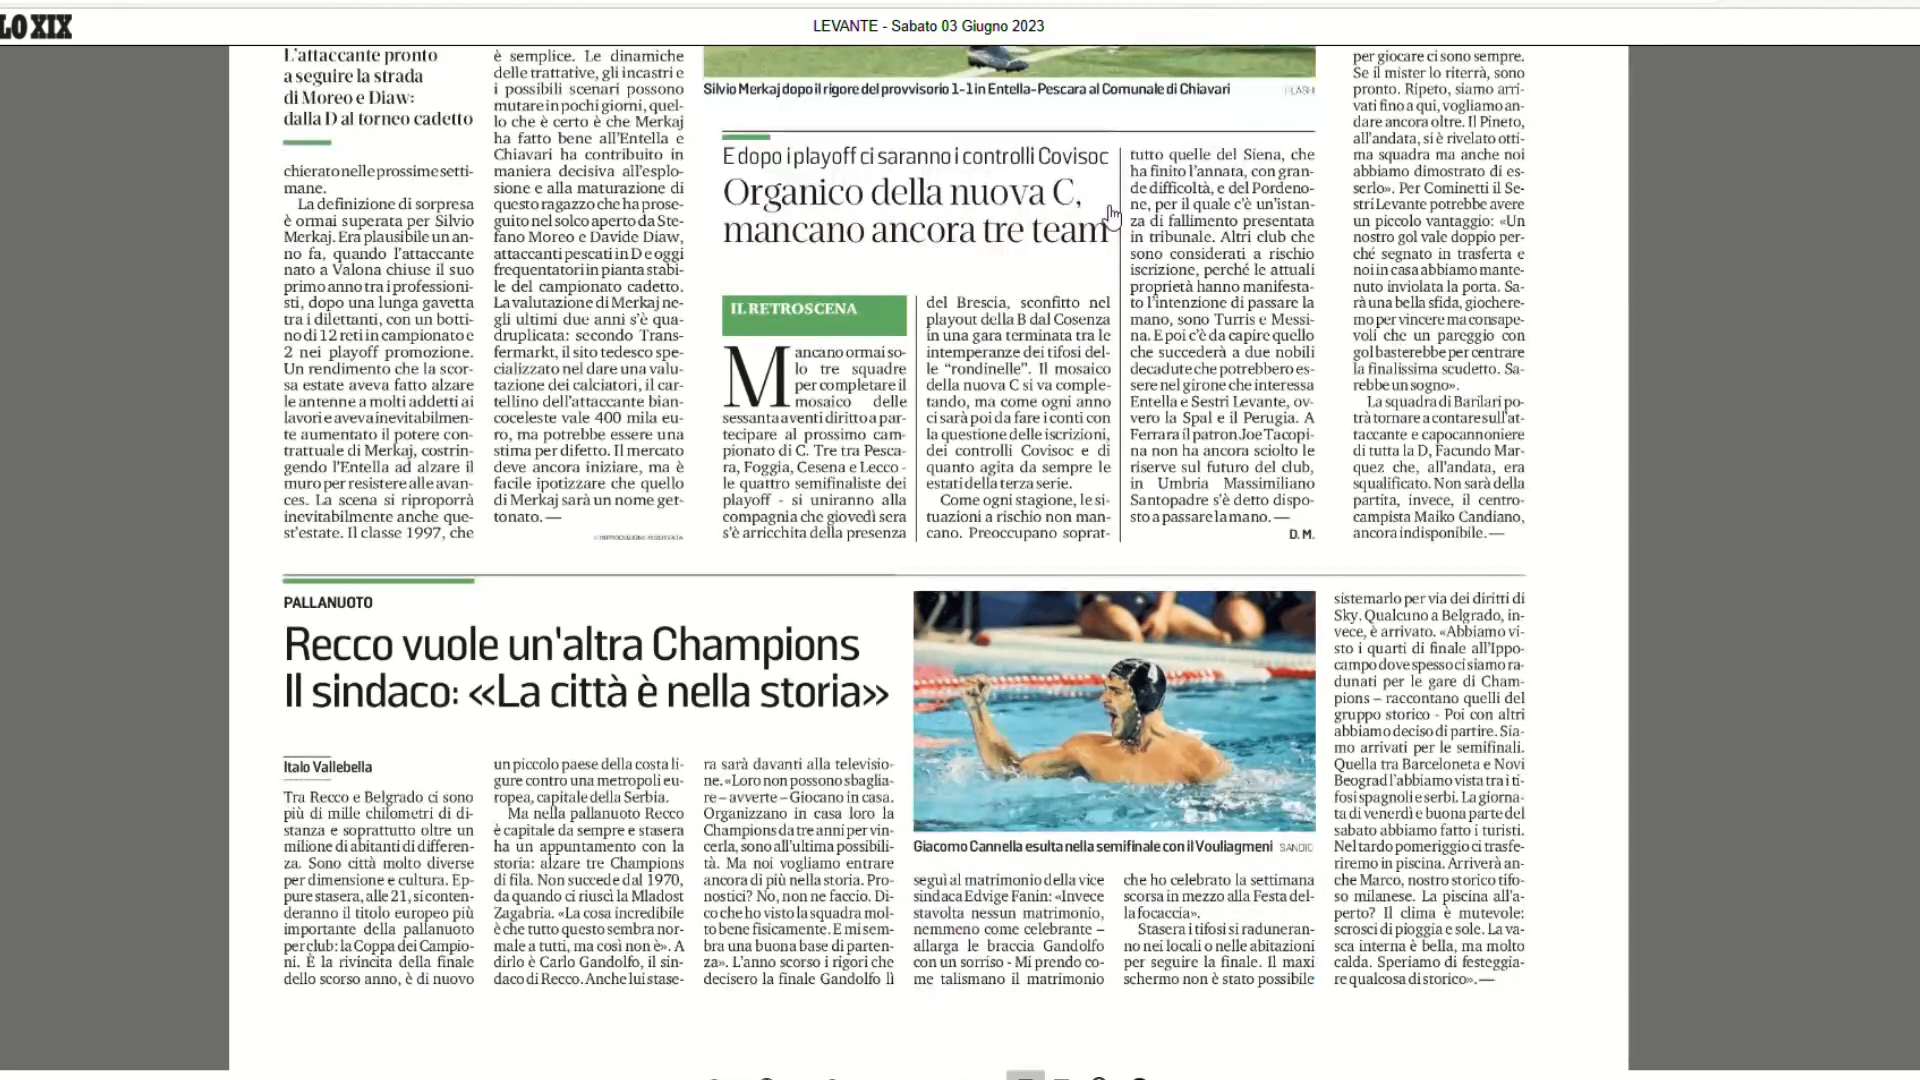 LO XIX
LEVANTE - Sabato 03 Giugno 2023
L'attaccante pronto
a seguire la strada
di Moreo e Diaw:
dalla D al torneo cadetto
chierato nelle prossime setti-
mane.
La definizione di sorpresa
è ormai superata per Silvio
Merkaj. Era plausibile un an-
no fa, quando l'attaccante
nato a Valona chiuse il suo
primo anno tra i professioni-
sti, dopo una lunga gavetta
tra i dilettanti, con un botti-
no di 12 reti in campionato e
2 nei playoff promozione.
Un rendimento che la scor-
sa estate aveva fatto alzare
le antenne a molti addetti ai
lavori e aveva inevitabilmen-
te aumentato il potere con-
trattuale di Merkaj, costrin-
gendo l'Entella ad alzare il
muro per resistere alle avan-
ces. La scena si riproporrà
inevitabilmente anche que-
st'estate. Il classe 1997, che
è semplice. Le dinamiche
delle trattative, gli incastri e
i possibili scenari possono
mutare in pochi giorni, quel-
lo che è certo è che Merkaj
ha fatto bene all'Entella e
Chiavari ha contribuito in
maniera decisiva all'esplo-
sione e alla maturazione di
questo ragazzo che ha prose-
guito nel solco aperto da Ste-
fano Moreo e Davide Diaw,
attaccanti pescati in D e oggi
frequentatori in pianta stabi-
le del campionato cadetto.
La valutazione di Merkaj ne-
gli ultimi due anni s'è qua-
druplicata: secondo Trans-
fermarkt, il sito tedesco spe-
cializzato nel dare una valu-
tazione dei calciatori, il car-
tellino dell'attaccante bian-
coceleste vale 400 mila eu-
ro, ma potrebbe essere una
stima per difetto. Il mercato
deve ancora iniziare, ma è
facile ipotizzare che quello
di Merkaj sarà un nome get-
tonato. —
© RIPRODUZIONE RISERVATA
Silvio Merkaj dopo il rigore del provvisorio 1-1 in Entella-Pescara al Comunale di Chiavari
FLASH
E dopo i playoff ci saranno i controlli Covisoc
Organico della nuova C,
mancano ancora tre team
IL RETROSCENA
Mancano ormai so-
lo tre squadre
per completare il
mosaico delle
sessanta aventi diritto a par-
tecipare al prossimo cam-
pionato di C. Tre tra Pesca-
ra, Foggia, Cesena e Lecco -
le quattro semifinaliste dei
playoff - si uniranno alla
compagnia che giovedì sera
s'è arricchita della presenza
del Brescia, sconfitto nel
playout della B dal Cosenza
in una gara terminata tra le
intemperanze dei tifosi del-
le “rondinelle”. Il mosaico
della nuova C si va comple-
tando, ma come ogni anno
ci sarà poi da fare i conti con
la questione delle iscrizioni,
dei controlli Covisoc e di
quanto agita da sempre le
estati della terza serie.
Come ogni stagione, le si-
tuazioni a rischio non man-
cano. Preoccupano soprat-
tutto quelle del Siena, che
ha finito l'annata, con gran-
de difficoltà, e del Pordeno-
ne, per il quale c'è un'istan-
za di fallimento presentata
in tribunale. Altri club che
sono considerati a rischio
iscrizione, perché le attuali
proprietà hanno manifesta-
to l'intenzione di passare la
mano, sono Turris e Messi-
na. E poi c'è da capire quello
che succederà a due nobili
decadute che potrebbero es-
sere nel girone che interessa
Entella e Sestri Levante, ov-
vero la Spal e il Perugia. A
Ferrara il patron Joe Tacopi-
na non ha ancora sciolto le
riserve sul futuro del club,
in Umbria Massimiliano
Santopadre s'è detto dispo-
sto a passare la mano. —
D. M.
per giocare ci sono sempre.
Se il mister lo riterrà, sono
pronto. Ripeto, siamo arri-
vati fino a qui, vogliamo an-
dare ancora oltre. Il Pineto,
all'andata, si è rivelato otti-
ma squadra ma anche noi
abbiamo dimostrato di es-
serlo». Per Cominetti il Se-
stri Levante potrebbe avere
un piccolo vantaggio: «Un
nostro gol vale doppio per-
ché segnato in trasferta e
noi in casa abbiamo mante-
nuto inviolata la porta. Sa-
rà una bella sfida, giochere-
mo per vincere ma consape-
voli che un pareggio con
gol basterebbe per centrare
la finalissima scudetto. Sa-
rebbe un sogno».
La squadra di Barilari po-
trà tornare a contare sull'at-
taccante e capocannoniere
di tutta la D, Facundo Mar-
quez che, all'andata, era
squalificato. Non sarà della
partita, invece, il centro-
campista Maiko Candiano,
ancora indisponibile. —
PALLANUOTO
Recco vuole un'altra Champions
Il sindaco: «La città è nella storia»
Italo Vallebella
Tra Recco e Belgrado ci sono
più di mille chilometri di di-
stanza e soprattutto oltre un
milione di abitanti di differen-
za. Sono città molto diverse
per dimensione e cultura. Ep-
pure stasera, alle 21, si conten-
deranno il titolo europeo più
importante della pallanuoto
per club: la Coppa dei Campio-
ni. È la rivincita della finale
dello scorso anno, è di nuovo
un piccolo paese della costa li-
gure contro una metropoli eu-
ropea, capitale della Serbia.
Ma nella pallanuoto Recco
è capitale da sempre e stasera
ha un appuntamento con la
storia: alzare tre Champions
di fila. Non succede dal 1970,
da quando ci riuscì la Mladost
Zagabria. «La cosa incredibile
è che tutto questo sembra nor-
male a tutti, ma così non è». A
dirlo è Carlo Gandolfo, il sin-
daco di Recco. Anche lui stase-
ra sarà davanti alla televisio-
ne. «Loro non possono sbaglia-
re – avverte – Giocano in casa.
Organizzano in casa loro la
Champions da tre anni per vin-
cerla, sono all'ultima possibili-
tà. Ma noi vogliamo entrare
ancora di più nella storia. Pro-
nostici? No, non ne faccio. Di-
co che ho visto la squadra mol-
to bene fisicamente. E mi sem-
bra una buona base di parten-
za». L'anno scorso i rigori che
decisero la finale Gandolfo lì
4
Giacomo Cannella esulta nella semifinale con il Vouliagmeni
SANDIO
seguì al matrimonio della vice
sindaca Edvige Fanin: «Invece
stavolta nessun matrimonio,
nemmeno come celebrante –
allarga le braccia Gandolfo
con un sorriso - Mi prendo co-
me talismano il matrimonio
che ho celebrato la settimana
scorsa in mezzo alla Festa del-
la focaccia».
Stasera i tifosi si raduneran-
no nei locali o nelle abitazioni
per seguire la finale. Il maxi
schermo non è stato possibile
sistemarlo per via dei diritti di
Sky. Qualcuno a Belgrado, in-
vece, è arrivato. «Abbiamo vi-
sto i quarti di finale all'Ippo-
campo dove spesso ci siamo ra-
dunati per le gare di Cham-
pions – raccontano quelli del
gruppo storico - Poi con altri
abbiamo deciso di partire. Sia-
mo arrivati per le semifinali.
Quella tra Barceloneta e Novi
Beograd l'abbiamo vista tra i ti-
fosi spagnoli e serbi. La giorna-
ta di venerdì e buona parte del
sabato abbiamo fatto i turisti.
Nel tardo pomeriggio ci trasfe-
riremo in piscina. Arriverà an-
che Marco, nostro storico tifo-
so milanese. La piscina all'a-
perto? Il clima è mutevole:
scrosci di pioggia e sole. La va-
sca interna è bella, ma molto
calda. Speriamo di festeggia-
re qualcosa di storico». —